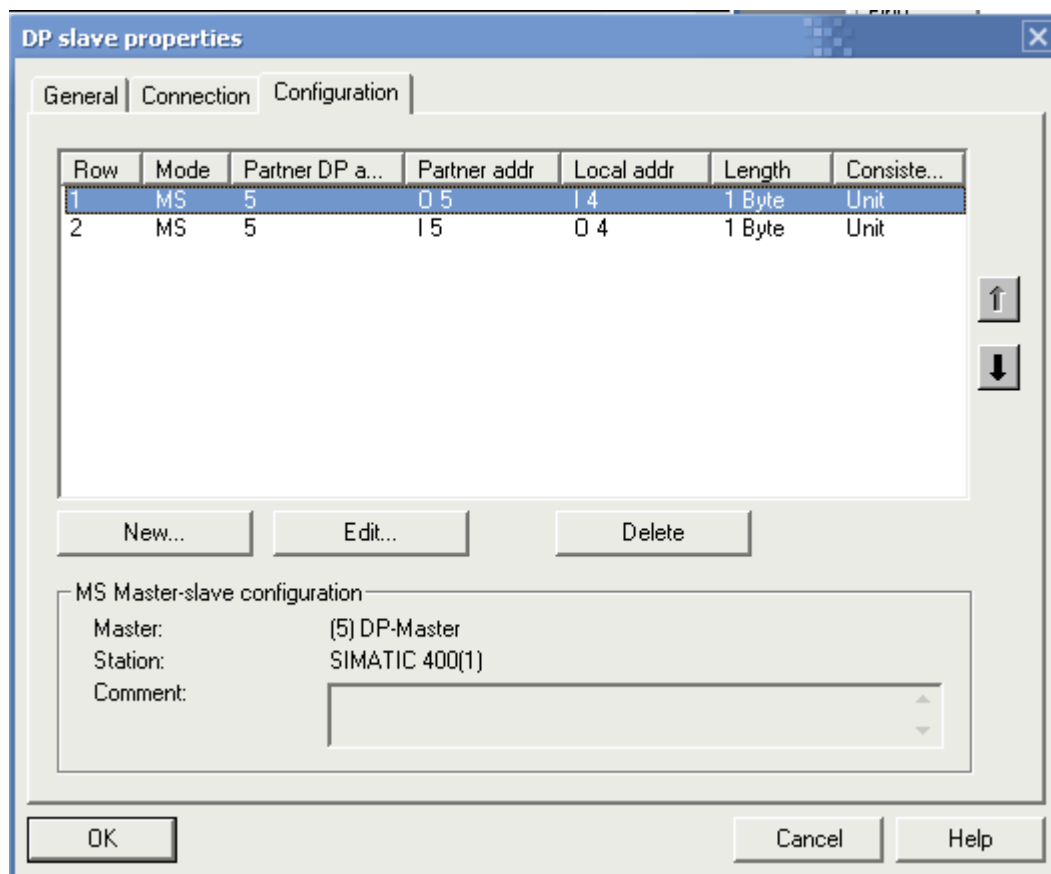 DP slave properties
General Connection Configuration
Row Mode Partner DP a... Partner addr Local addr Length Consiste...
1 MS 5 O 5 I 4 1 Byte Unit
2 MS 5 I 5 O 4 1 Byte Unit
New... Edit... Delete
MS Master-slave configuration
Master: (5) DP-Master
Station: SIMATIC 400(1)
Comment:
OK Cancel Help